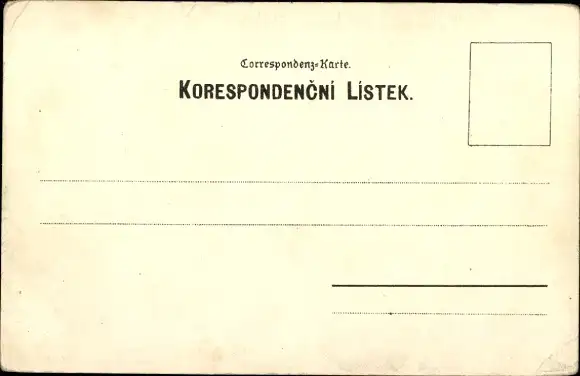 Correspondenz-Karte.
KORESPONDENČNÍ LÍSTEK.